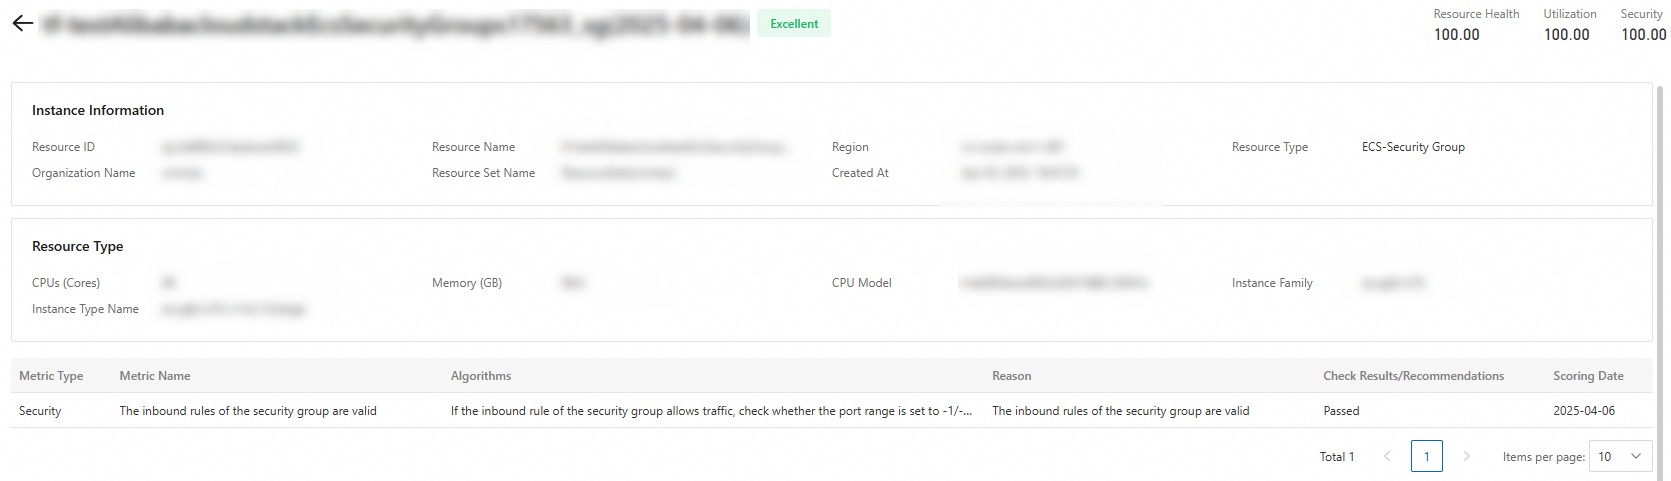 Excellent
Resource Health Utilization Security
100.00 100.00 100.00
Instance Information
Resource ID Resource Name Region Resource Type ECS-Security Group
Organization Name Resource Set Name Created At
Resource Type
CPUs (Cores) Memory (GB) CPU Model Instance Family
Instance Type Name
Metric Type Metric Name Algorithms Reason Check Results/Recommendations Scoring Date
Security The inbound rules of the security group are valid If the inbound rule of the security group allows traffic, check whether the port range is set to -1/-... The inbound rules of the security group are valid Passed 2025-04-06
Total 1 1 Items per page: 10